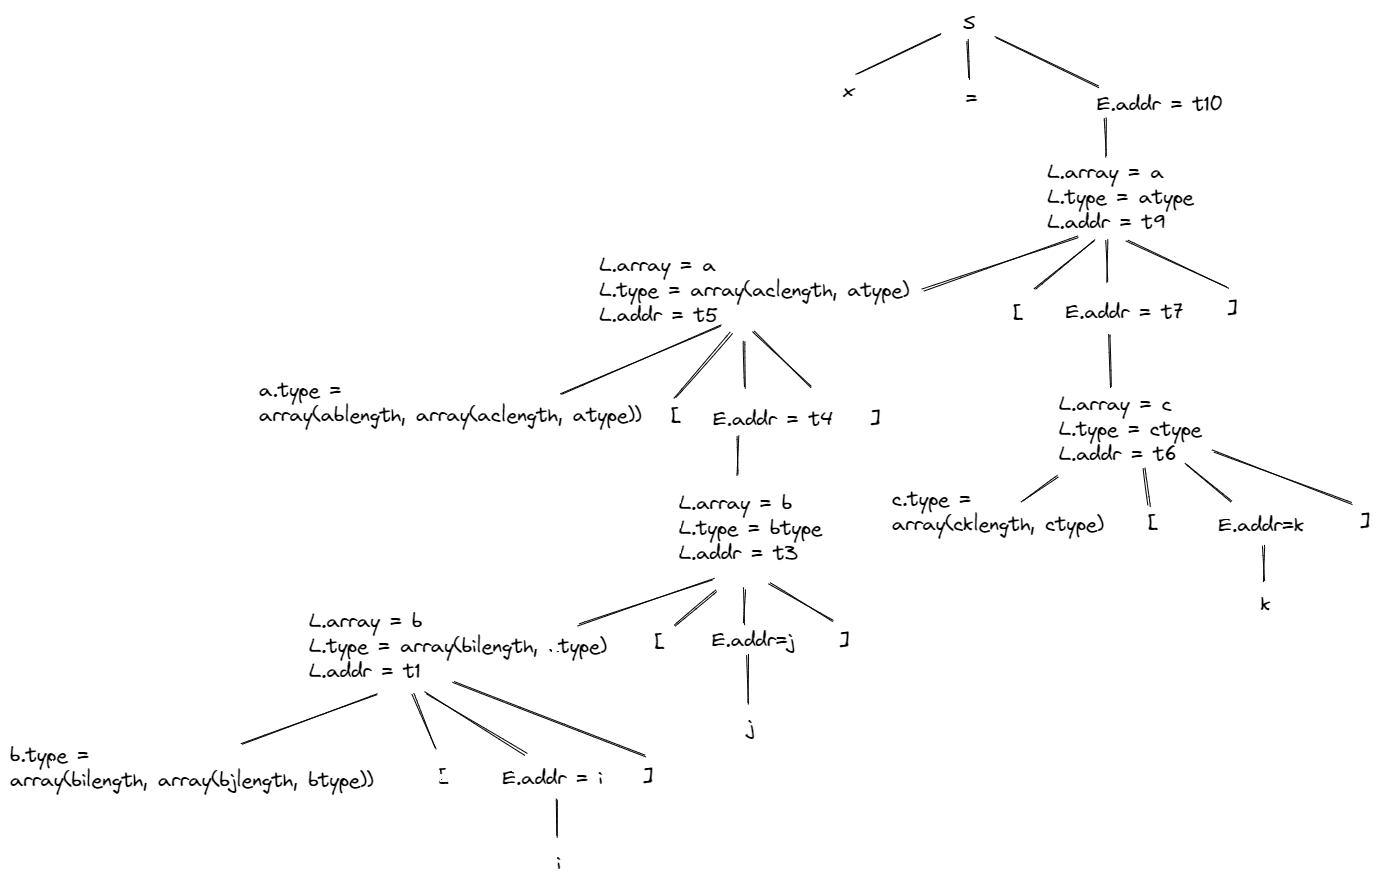 S
x
=
E.addr = t10
L.array = a
L.type = atype
L.addr = t9
L.array = a
L.type = array(aclength, atype)
L.addr = t5
[
E.addr = t7
]
a.type =
array(ablength, array(aclength, atype))
[
E.addr = t4
]
L.array = c
L.type = ctype
L.addr = t6
L.array = b
L.type = btype
L.addr = t3
c.type =
array(cklength, ctype)
[
E.addr=k
]
k
L.array = b
L.type = array(bilength, type)
L.addr = t1
[
E.addr=j
]
j
b.type =
array(bilength, array(bjlength, btype))
[
E.addr = i
]
i